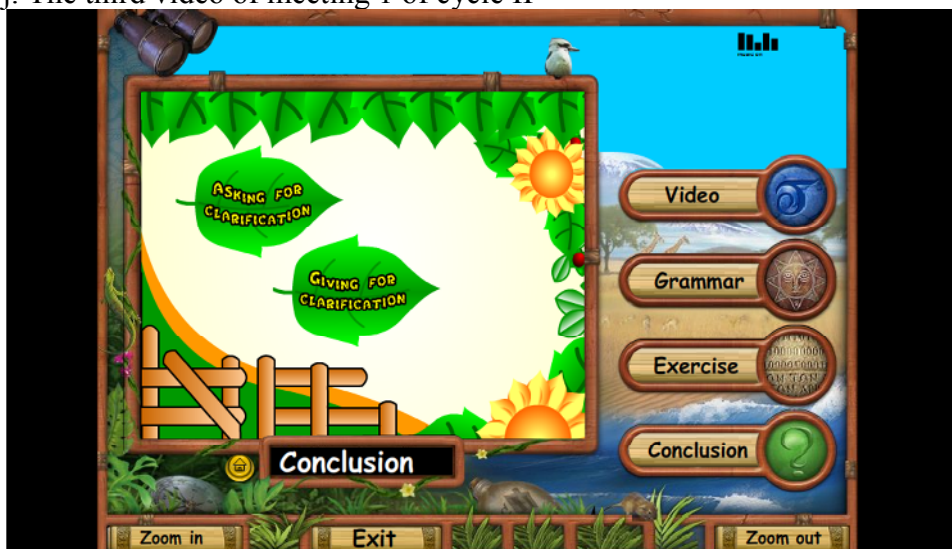 j. The third video of meeting 1 of cycle II
ASKING FOR
CLARIFICATION
GIVING FOR
CLARIFICATION
Video
Grammar
Exercise
Conclusion
Conclusion
Zoom in
Exit
Zoom out